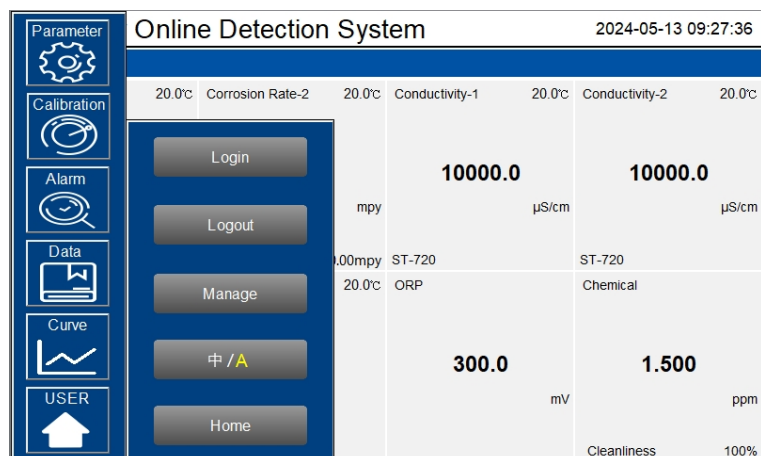 Parameter
Online Detection System
2024-05-13 09:27:36
Calibration
20.0℃ Corrosion Rate-2 20.0℃ Conductivity-1 20.0℃ Conductivity-2 20.0℃
Login
10000.0 10000.0
Alarm
mpy µS/cm µS/cm
Logout
Data
.00mpy ST-720 ST-720
20.0℃ ORP Chemical
Manage
Curve
中/A
300.0 1.500
USER
mV ppm
Home
Cleanliness 100%